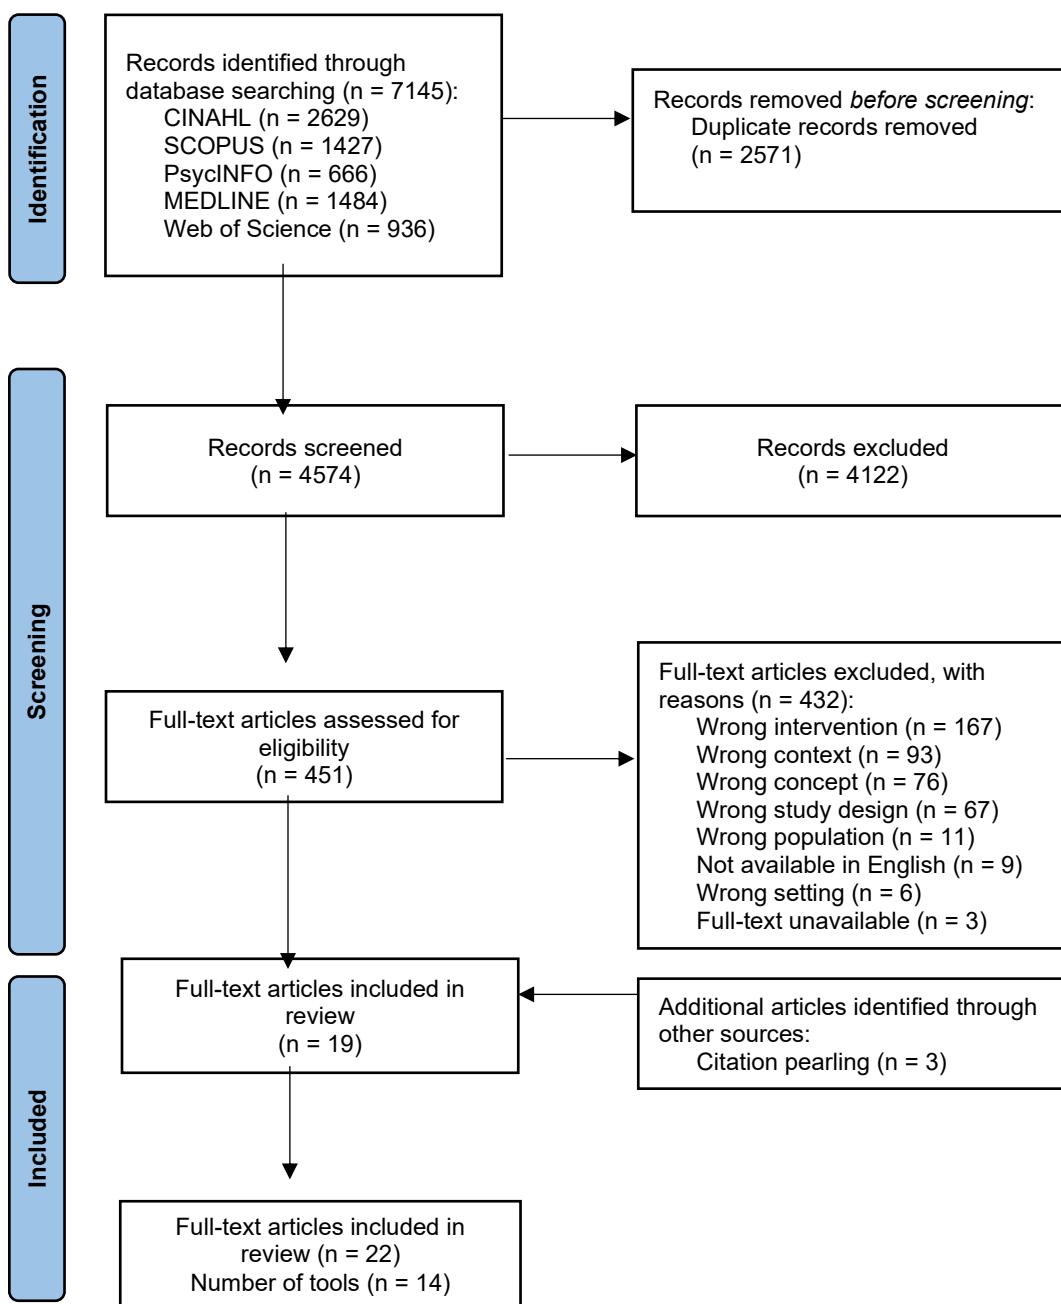 Identification
Records identified through
database searching (n = 7145):
CINAHL (n = 2629)
SCOPUS (n = 1427)
PsycINFO (n = 666)
MEDLINE (n = 1484)
Web of Science (n = 936)
Records removed before screening:
Duplicate records removed
(n = 2571)
Screening
Records screened
(n = 4574)
Records excluded
(n = 4122)
Full-text articles assessed for
eligibility
(n = 451)
Full-text articles excluded, with
reasons (n = 432):
Wrong intervention (n = 167)
Wrong context (n = 93)
Wrong concept (n = 76)
Wrong study design (n = 67)
Wrong population (n = 11)
Not available in English (n = 9)
Wrong setting (n = 6)
Full-text unavailable (n = 3)
Included
Full-text articles included in
review
(n = 19)
Additional articles identified through
other sources:
Citation pearling (n = 3)
Full-text articles included in
review (n = 22)
Number of tools (n = 14)